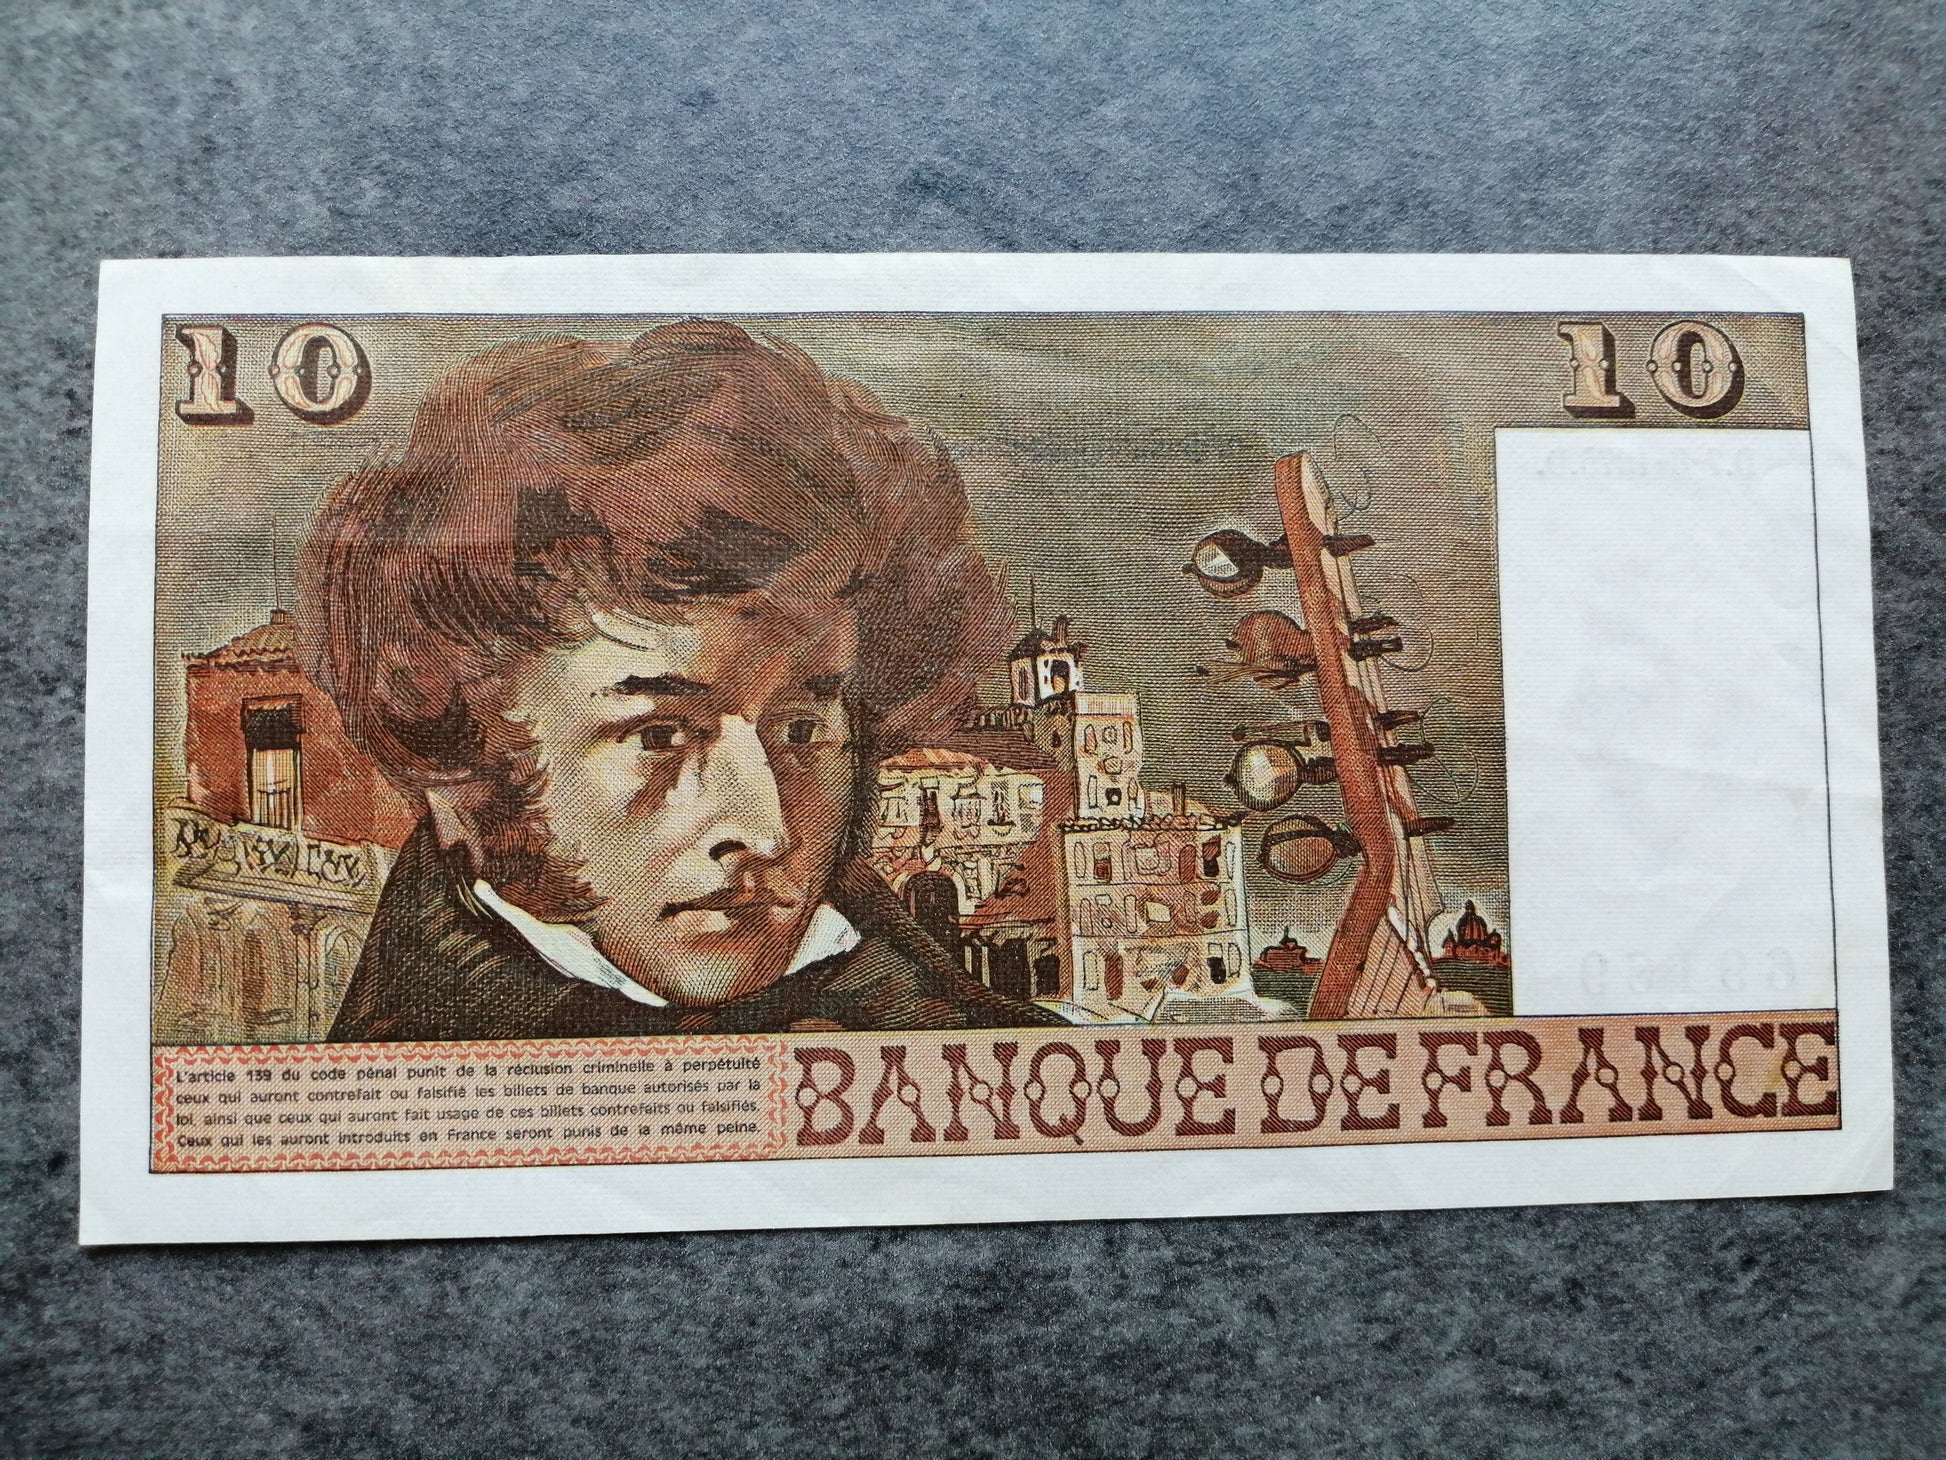 10 10
L'article 139 du code pénal punit de la réclusion criminelle à perpétuité
ceux qui auront contrefait ou falsifié les billets de banque autorisés par la
loi, ainsi que ceux qui auront fait usage de ces billets contrefaits ou falsifiés.
Ceux qui les auront introduits en France seront punis de la même peine.
BANQUE DE FRANCE